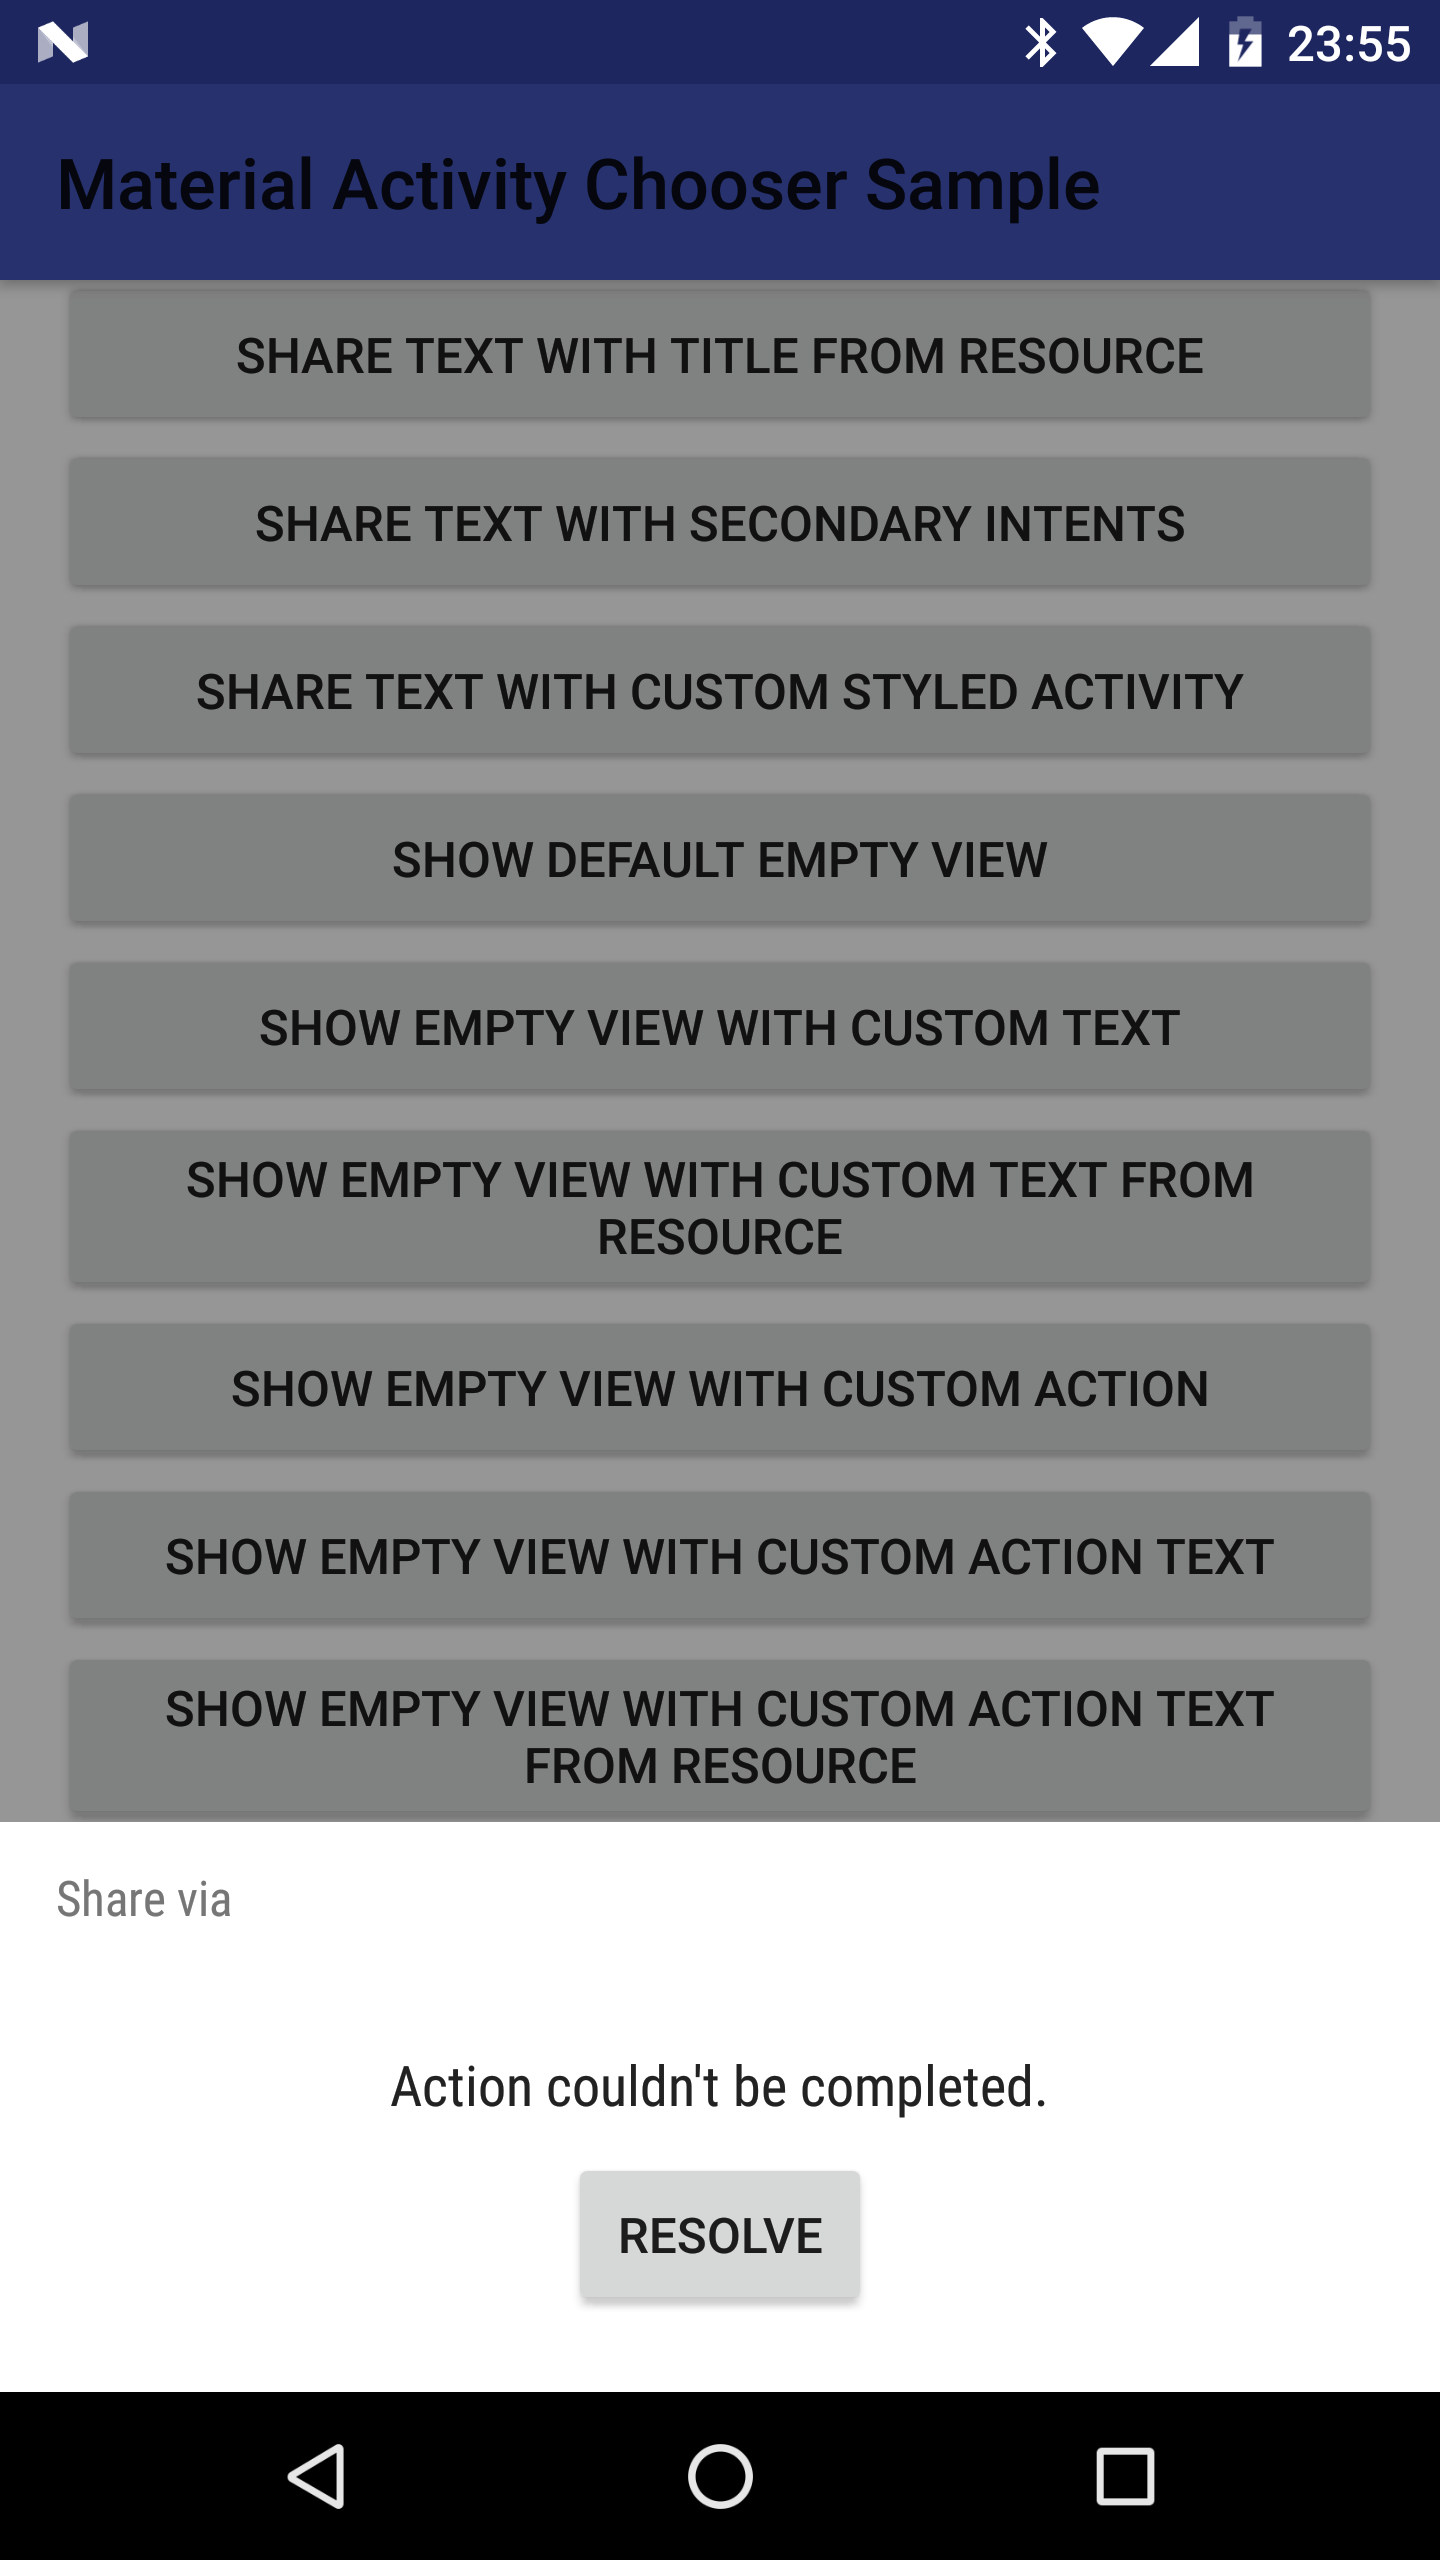 23:55
Material Activity Chooser Sample
SHARE TEXT WITH TITLE FROM RESOURCE
SHARE TEXT WITH SECONDARY INTENTS
SHARE TEXT WITH CUSTOM STYLED ACTIVITY
SHOW DEFAULT EMPTY VIEW
SHOW EMPTY VIEW WITH CUSTOM TEXT
SHOW EMPTY VIEW WITH CUSTOM TEXT FROM
RESOURCE
SHOW EMPTY VIEW WITH CUSTOM ACTION
SHOW EMPTY VIEW WITH CUSTOM ACTION TEXT
SHOW EMPTY VIEW WITH CUSTOM ACTION TEXT
FROM RESOURCE
Share via
Action couldn't be completed.
RESOLVE